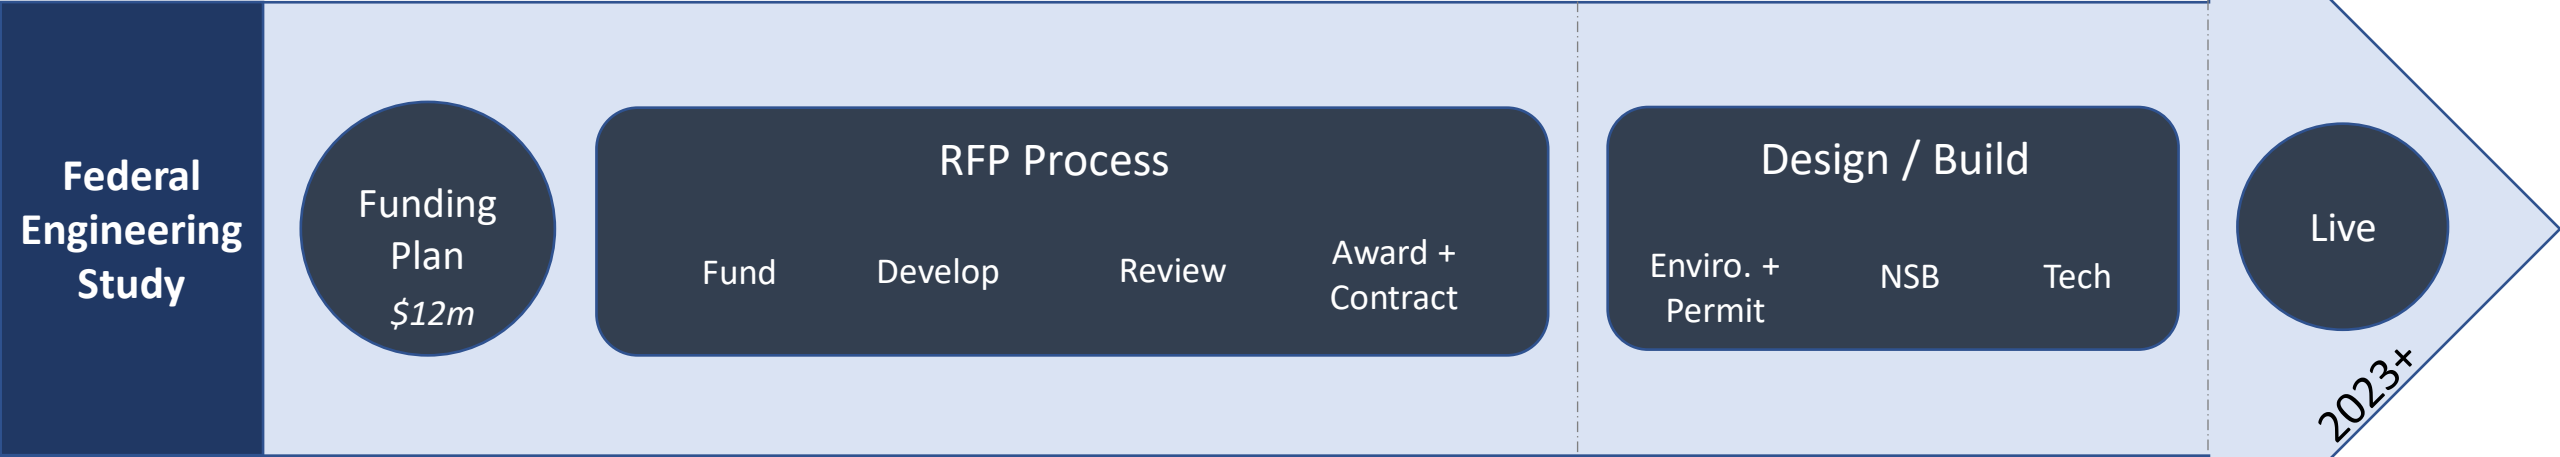 Federal
Engineering
Study
Funding
Plan
$12m
RFP Process
Fund
Develop
Review
Award +
Contract
Design / Build
Enviro. +
Permit
NSB
Tech
Live
2023+